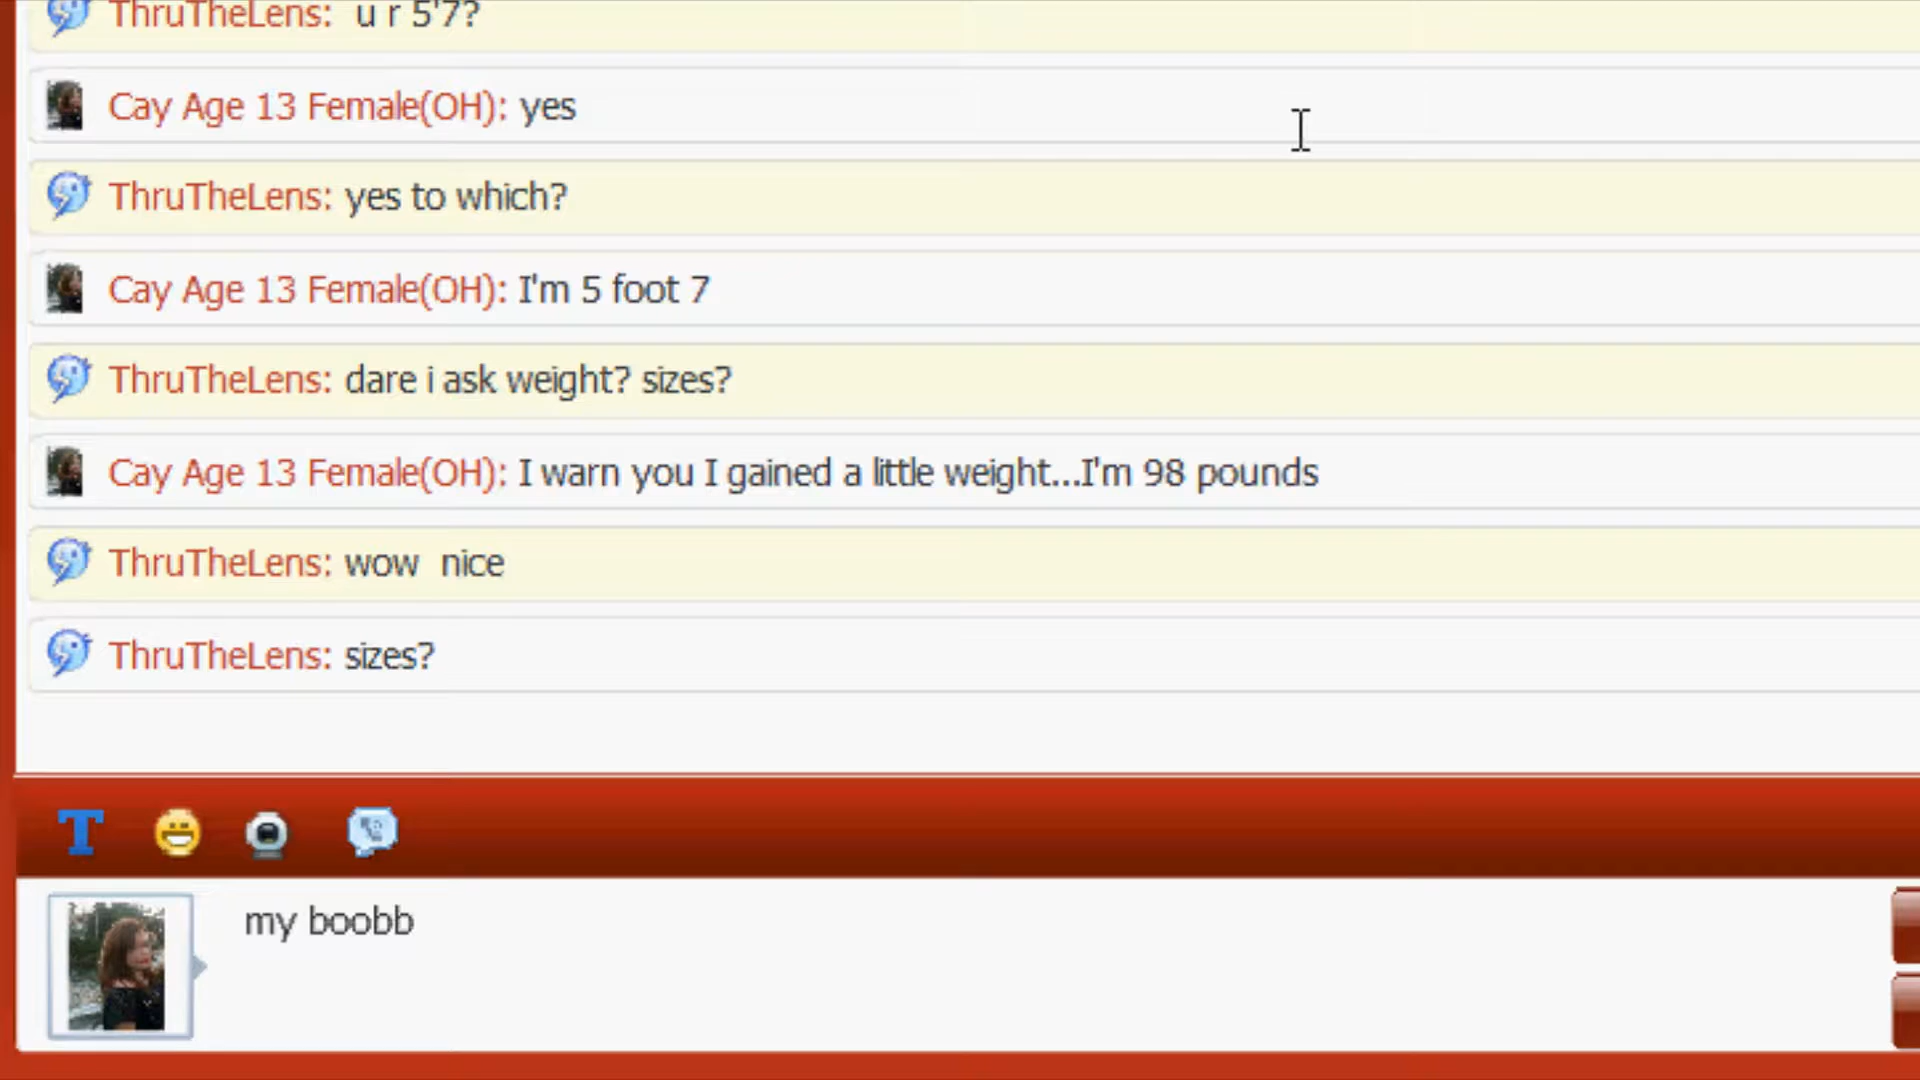 ThruTheLens: u r 5'7?
Cay Age 13 Female(OH): yes
ThruTheLens: yes to which?
Cay Age 13 Female(OH): I'm 5 foot 7
ThruTheLens: dare i ask weight? sizes?
Cay Age 13 Female(OH): I warn you I gained a little weight...I'm 98 pounds
ThruTheLens: wow nice
ThruTheLens: sizes?
T
my boobb